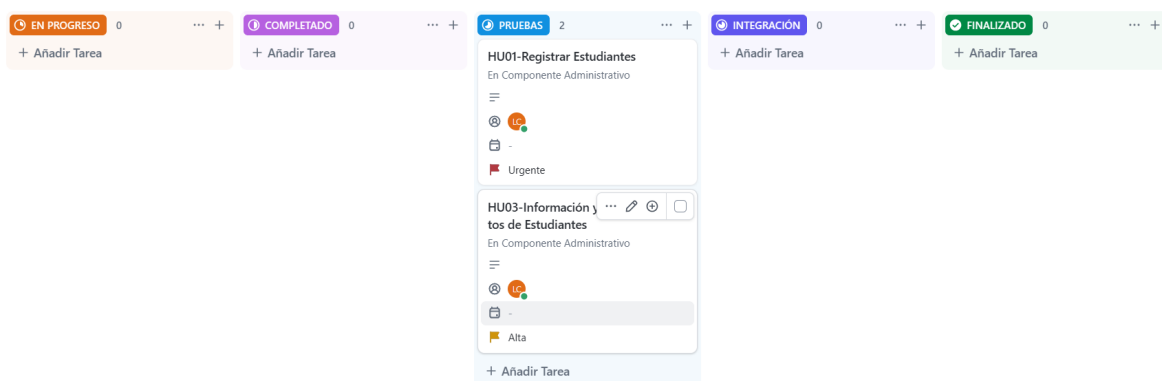 EN PROGRESO 0 ... +
+ Añadir Tarea
COMPLETADO 0 ... +
+ Añadir Tarea
PRUEBAS 2 ... +
HU01-Registrar Estudiantes
En Componente Administrativo
LC
-
Urgente
HU03-Información y
tos de Estudiantes
En Componente Administrativo
LC
-
Alta
+ Añadir Tarea
INTEGRACIÓN 0 ... +
+ Añadir Tarea
FINALIZADO 0 ... +
+ Añadir Tarea